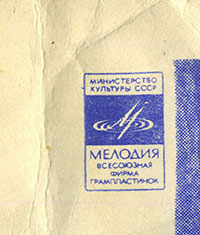 МИНИСТЕРСТВО
КУЛЬТУРЫ СССР
МЕЛОДИЯ
ВСЕСОЮЗНАЯ
ФИРМА
ГРАМПЛАСТИНОК